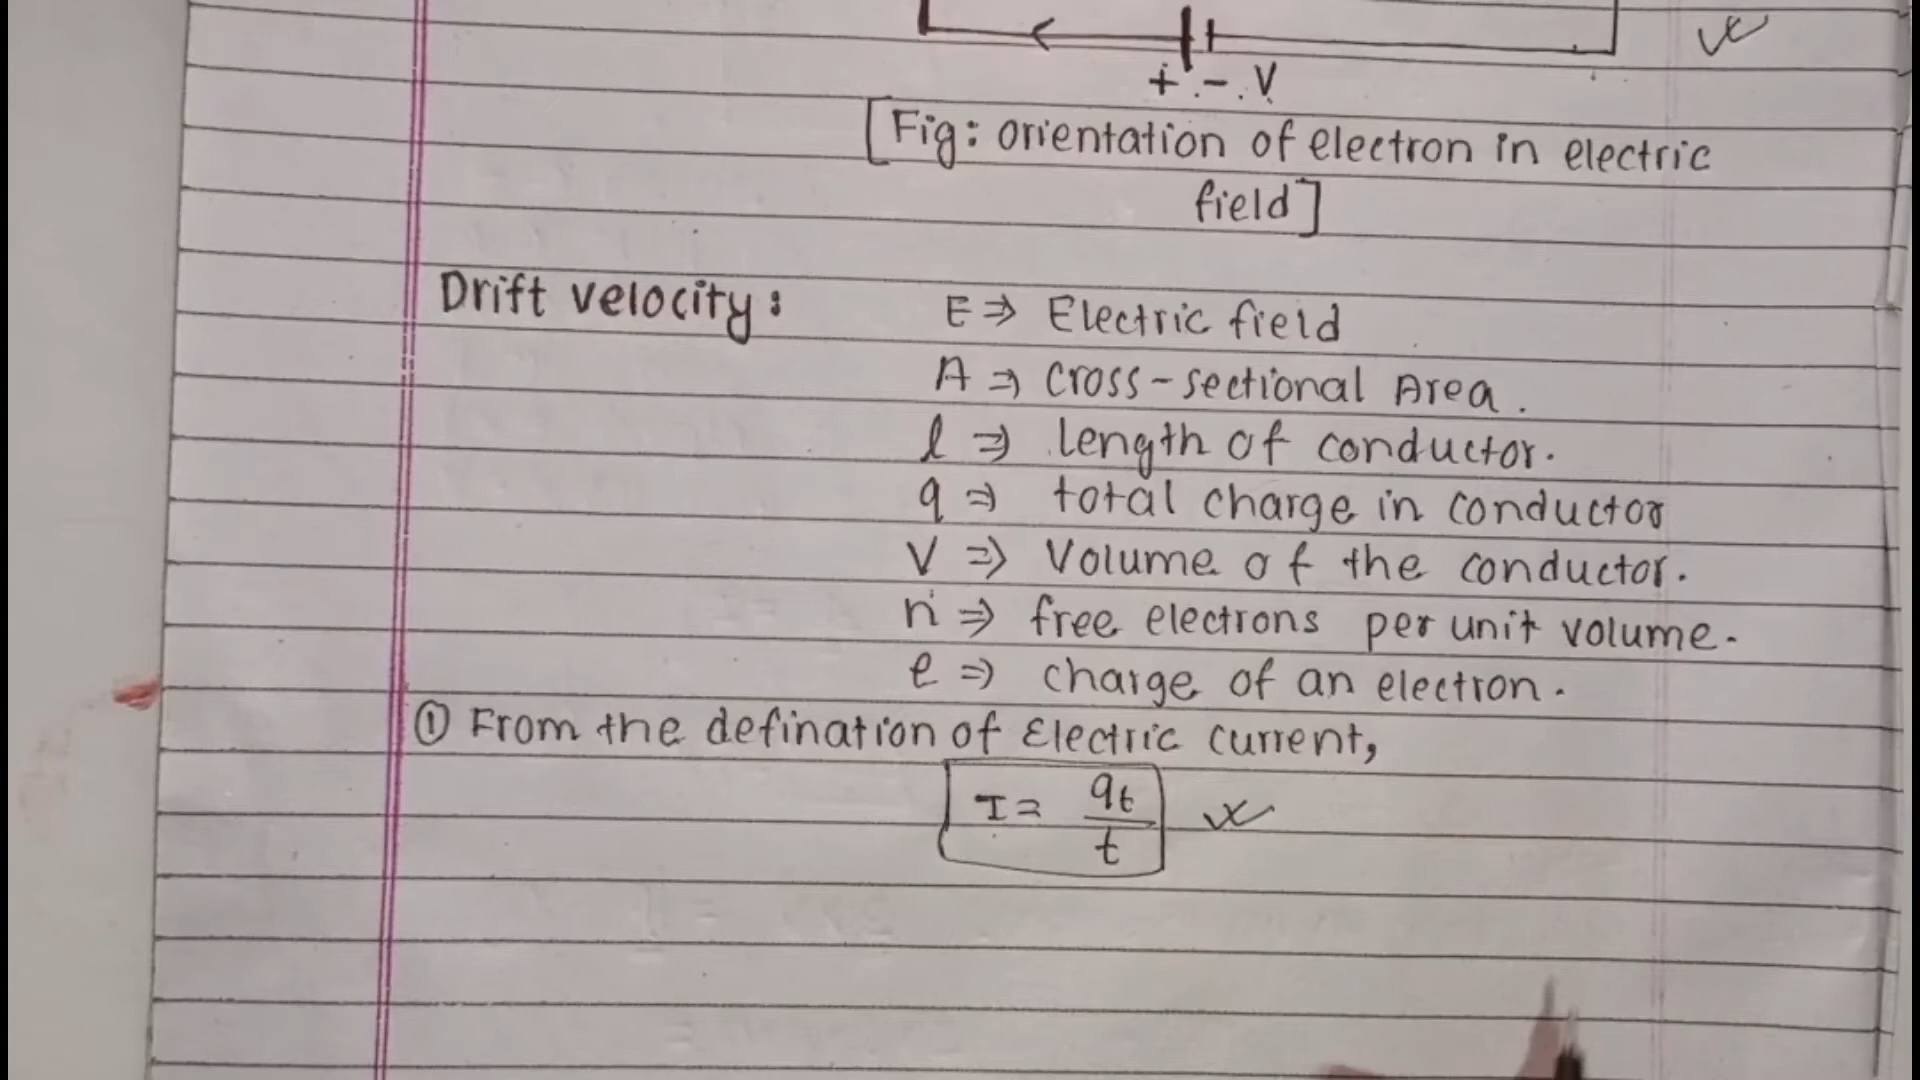 + - V
[Fig: orientation of electron in electric
field]
Drift velocity:
E ⇒ Electric field
A ⇒ cross-sectional Area.
l ⇒ length of conductor.
q ⇒ total charge in conductor
V ⇒ Volume of the conductor.
n ⇒ free electrons per unit volume.
e ⇒ charge of an electron.
① From the defination of Electric current,
I = qt/t